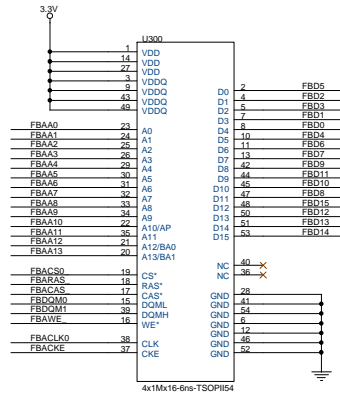 3.3V
U300
1 VDD
14 VDD
27 VDD
3 VDDQ
9 VDDQ D0 2 FBD5
43 VDDQ D1 4 FBD2
49 VDDQ D2 5 FBD3
D3 7 FBD1
FBAA0 23 A0 D4 8 FBD0
FBAA1 24 A1 D5 10 FBD4
FBAA2 25 A2 D6 11 FBD6
FBAA3 26 A3 D7 13 FBD7
FBAA4 29 A4 D8 42 FBD9
FBAA5 30 A5 D9 44 FBD11
FBAA6 31 A6 D10 45 FBD10
FBAA7 32 A7 D11 47 FBD8
FBAA8 33 A8 D12 48 FBD15
FBAA9 34 A9 D13 50 FBD12
FBAA10 22 A10/AP D14 51 FBD13
FBAA11 35 A11 D15 53 FBD14
FBAA12 21 A12/BA0
FBAA13 20 A13/BA1 NC 40
FBACS0 19 CS* NC 36
FBARAS_ 18 RAS*
FBACAS_ 17 CAS* GND 28
FBDQM0 15 DQML GND 41
FBDQM1 39 DQMH GND 54
FBAWE_ 16 WE* GND 6
GND 12
FBACLK0 38 CLK GND 46
FBACKE 37 CKE GND 52
4x1Mx16-6ns-TSOPII54